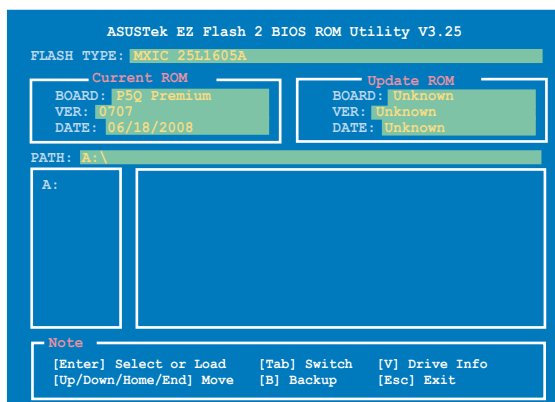 ASUSTek EZ Flash 2 BIOS ROM Utility V3.25
FLASH TYPE: MXIC 25L1605A
Current ROM
BOARD: P5Q Premium
VER: 0707
DATE: 06/18/2008
Update ROM
BOARD: Unknown
VER: Unknown
DATE: Unknown
PATH: A:\
A:
Note
[Enter] Select or Load [Tab] Switch [V] Drive Info
[Up/Down/Home/End] Move [B] Backup [Esc] Exit